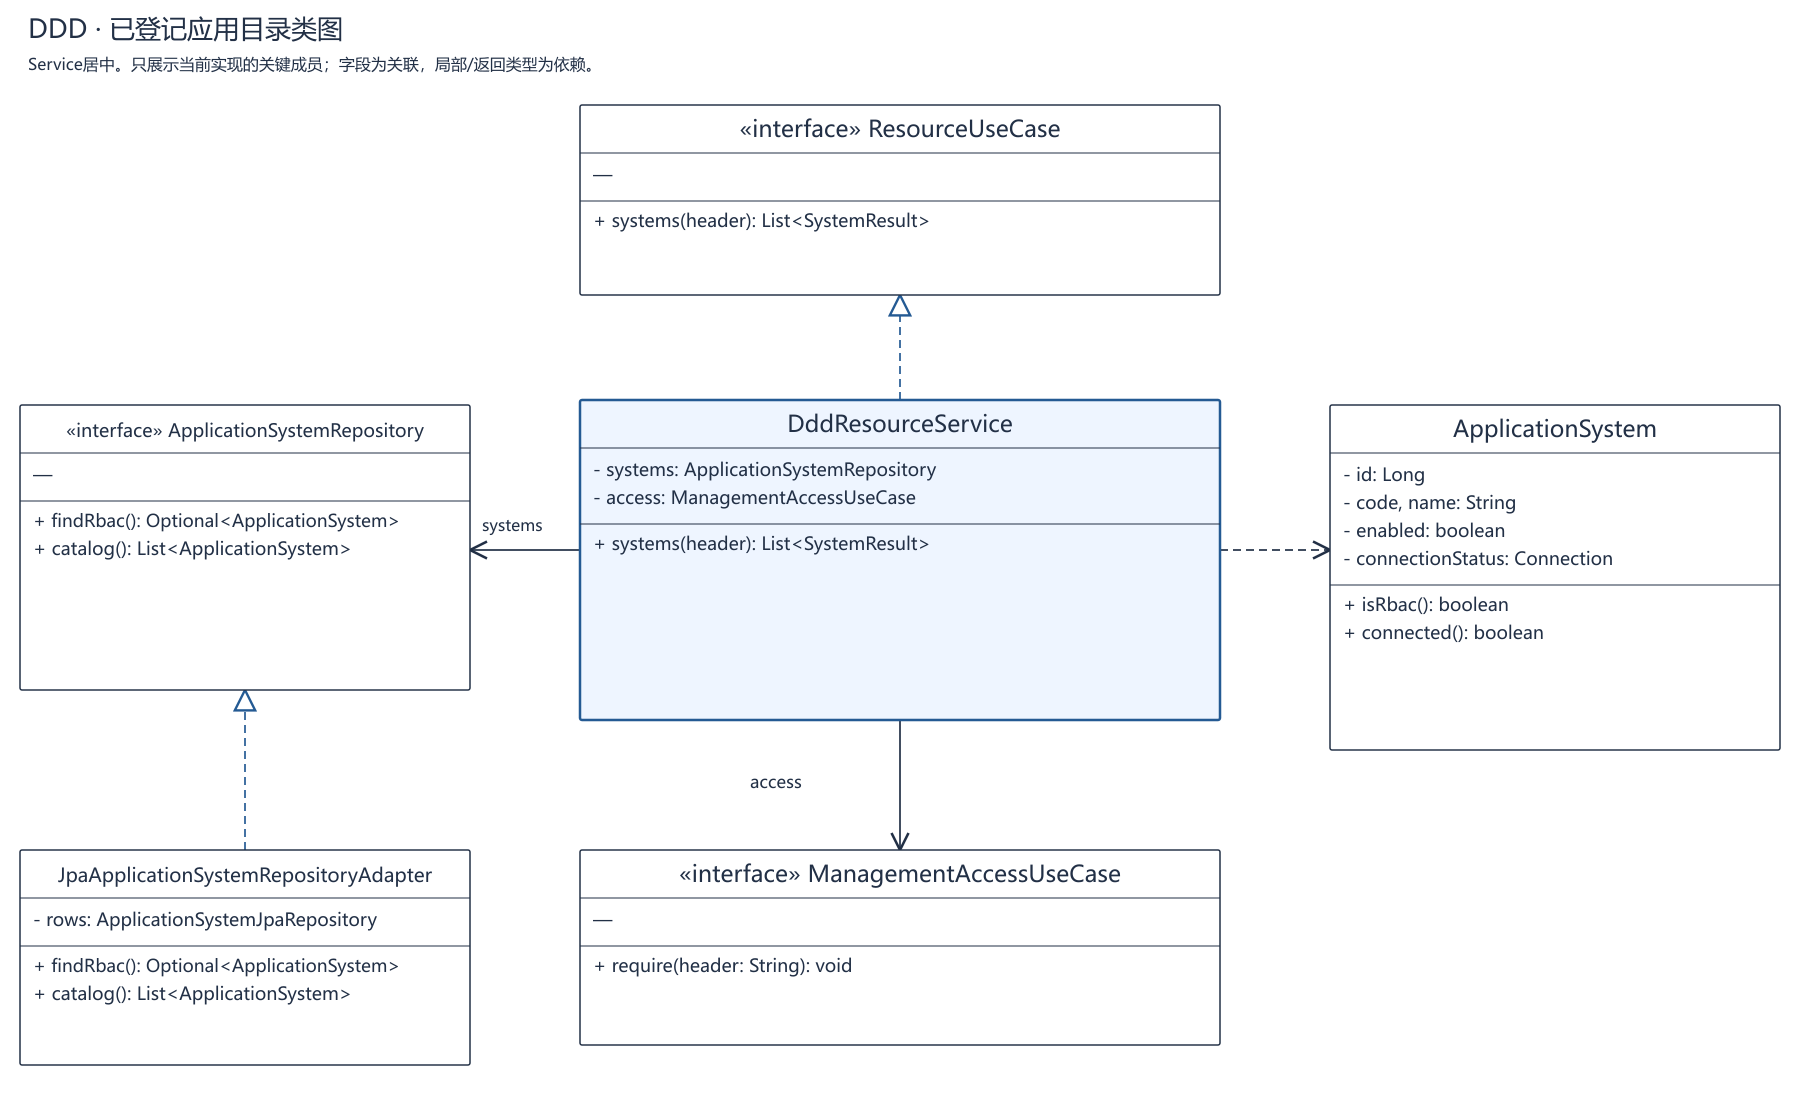 DDD · 已登记应用目录类图
Service居中。只展示当前实现的关键成员；字段为关联，局部/返回类型为依赖。
«interface» ResourceUseCase
—
+ systems(header): List<SystemResult>
«interface» ApplicationSystemRepository
—
+ findRbac(): Optional<ApplicationSystem>
+ catalog(): List<ApplicationSystem>
systems
DddResourceService
- systems: ApplicationSystemRepository
- access: ManagementAccessUseCase
+ systems(header): List<SystemResult>
ApplicationSystem
- id: Long
- code, name: String
- enabled: boolean
- connectionStatus: Connection
+ isRbac(): boolean
+ connected(): boolean
access
JpaApplicationSystemRepositoryAdapter
- rows: ApplicationSystemJpaRepository
+ findRbac(): Optional<ApplicationSystem>
+ catalog(): List<ApplicationSystem>
«interface» ManagementAccessUseCase
—
+ require(header: String): void